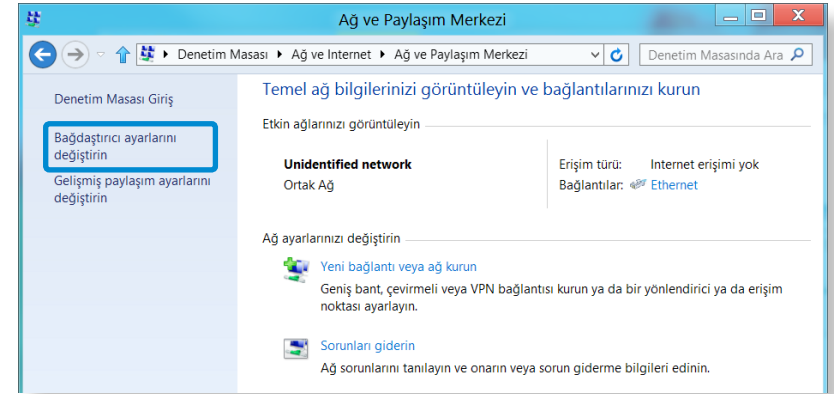 Ağ ve Paylaşım Merkezi
Denetim Masası ▸ Ağ ve Internet ▸ Ağ ve Paylaşım Merkezi
Denetim Masasında Ara
Denetim Masası Giriş
Bağdaştırıcı ayarlarını
değiştirin
Gelişmiş paylaşım ayarlarını
değiştirin
Temel ağ bilgilerinizi görüntüleyin ve bağlantılarınızı kurun
Etkin ağlarınızı görüntüleyin
Unidentified network
Ortak Ağ
Erişim türü: Internet erişimi yok
Bağlantılar: Ethernet
Ağ ayarlarınızı değiştirin
Yeni bağlantı veya ağ kurun
Geniş bant, çevirmeli veya VPN bağlantısı kurun ya da bir yönlendirici ya da erişim
noktası ayarlayın.
Sorunları giderin
Ağ sorunlarını tanılayın ve onarın veya sorun giderme bilgileri edinin.